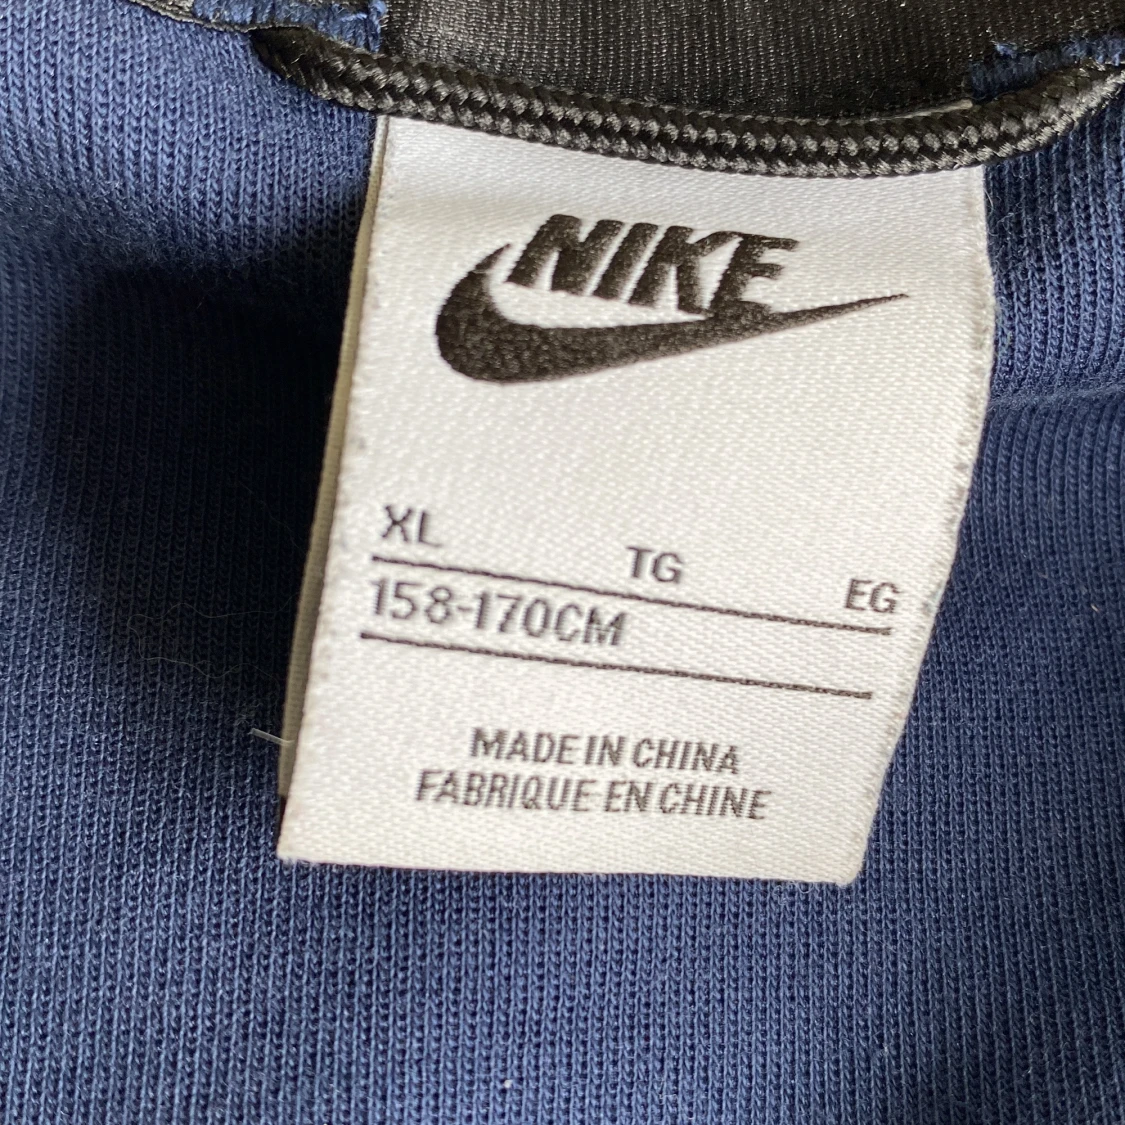 NIKE
XL TG EG
158-170CM
MADE IN CHINA
FABRIQUE EN CHINE